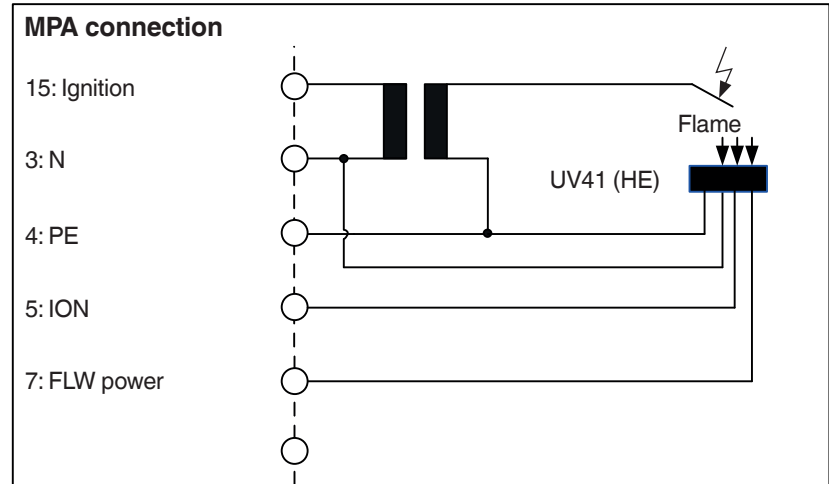 MPA connection
15: Ignition
Flame
3: N
UV41 (HE)
4: PE
5: ION
7: FLW power